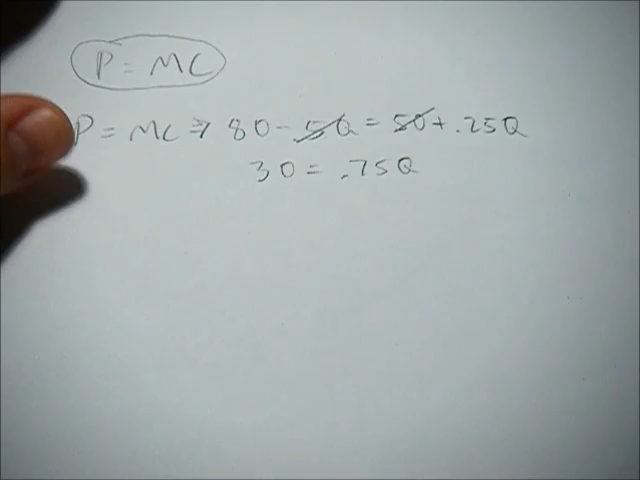 P = MC
P = MC ⇒ 80 - .5Q = 50 + .25Q
30 = .75Q